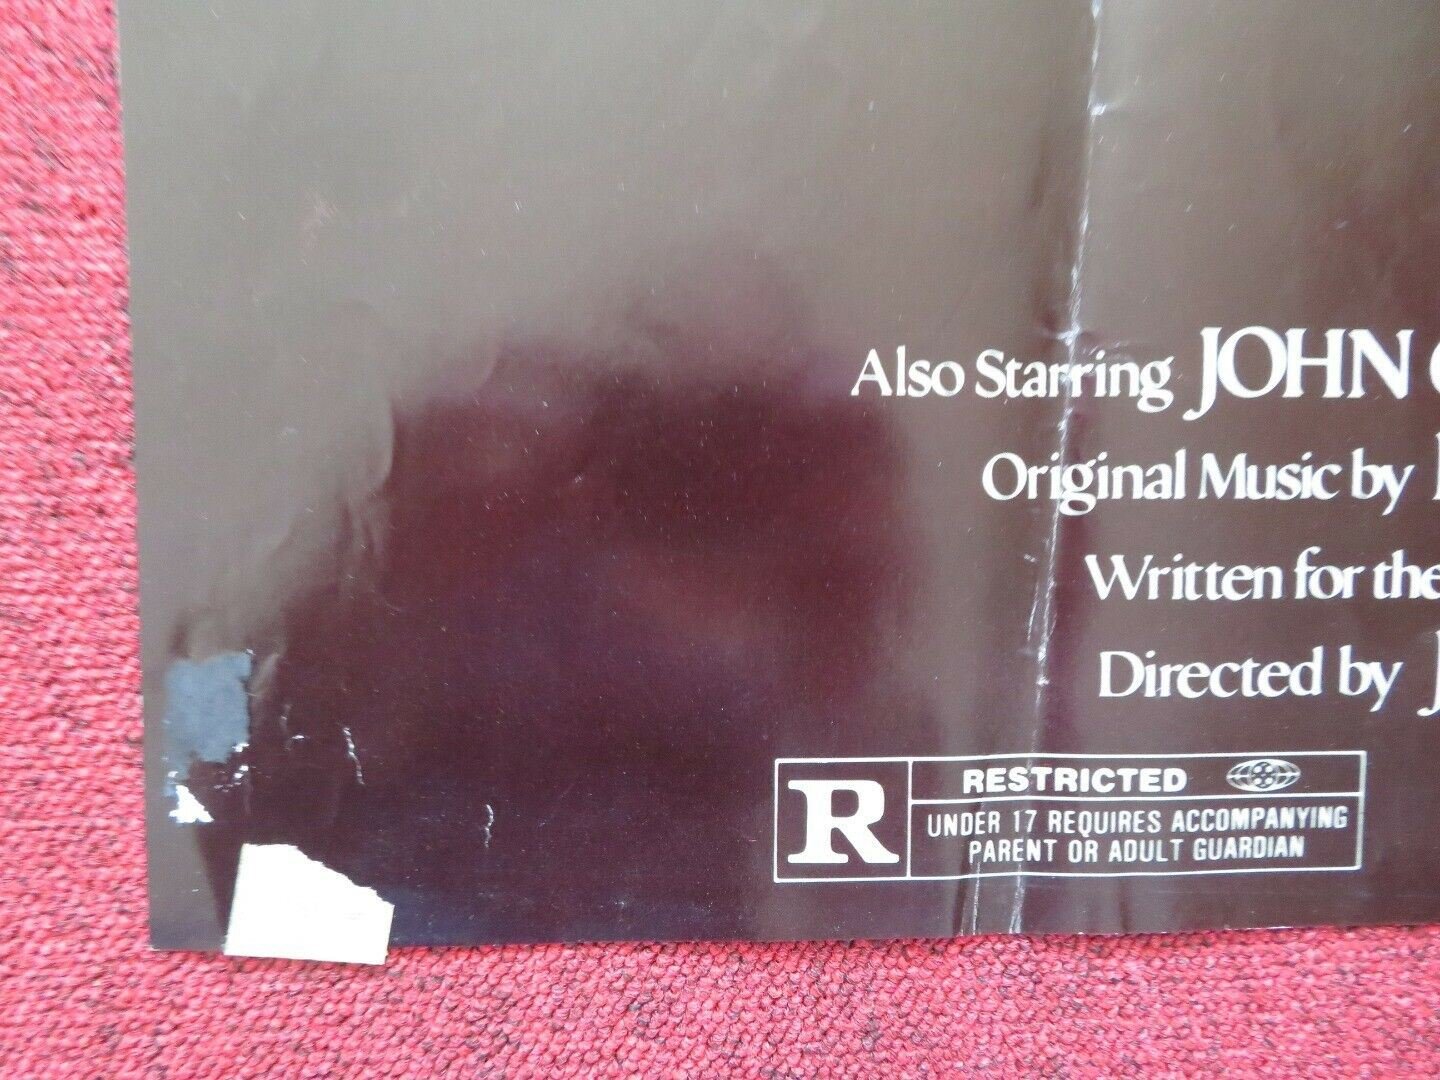 Also Starring JOHN
Original Music by
Written for the
Directed by
R
RESTRICTED
UNDER 17 REQUIRES ACCOMPANYING
PARENT OR ADULT GUARDIAN